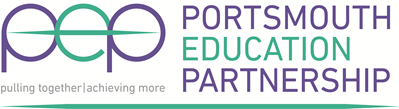 pep
pulling together|achieving more
PORTSMOUTH
EDUCATION
PARTNERSHIP